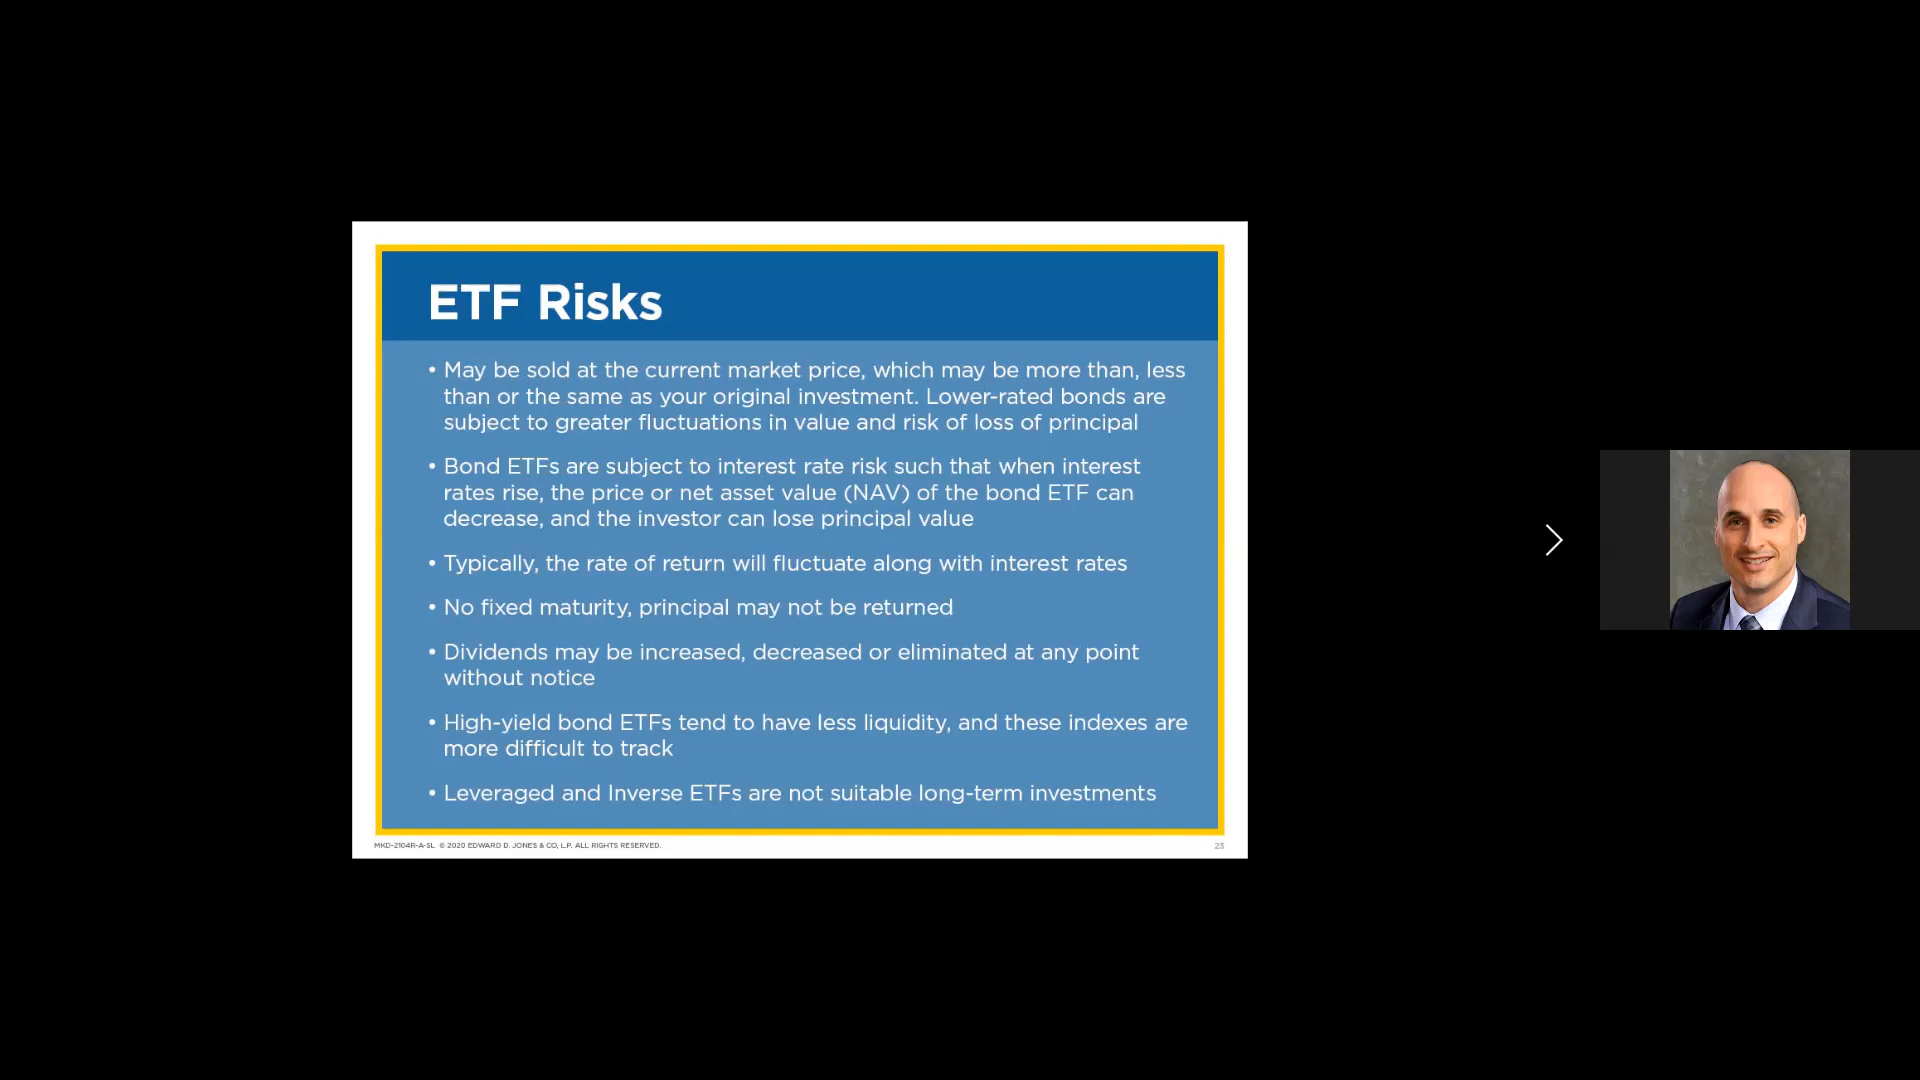 ETF Risks
• May be sold at the current market price, which may be more than, less
than or the same as your original investment. Lower-rated bonds are
subject to greater fluctuations in value and risk of loss of principal
• Bond ETFs are subject to interest rate risk such that when interest
rates rise, the price or net asset value (NAV) of the bond ETF can
decrease, and the investor can lose principal value
• Typically, the rate of return will fluctuate along with interest rates
• No fixed maturity, principal may not be returned
• Dividends may be increased, decreased or eliminated at any point
without notice
• High-yield bond ETFs tend to have less liquidity, and these indexes are
more difficult to track
• Leveraged and Inverse ETFs are not suitable long-term investments
MKD-2104R-A-SL © 2020 EDWARD D. JONES & CO, L.P. ALL RIGHTS RESERVED.
23